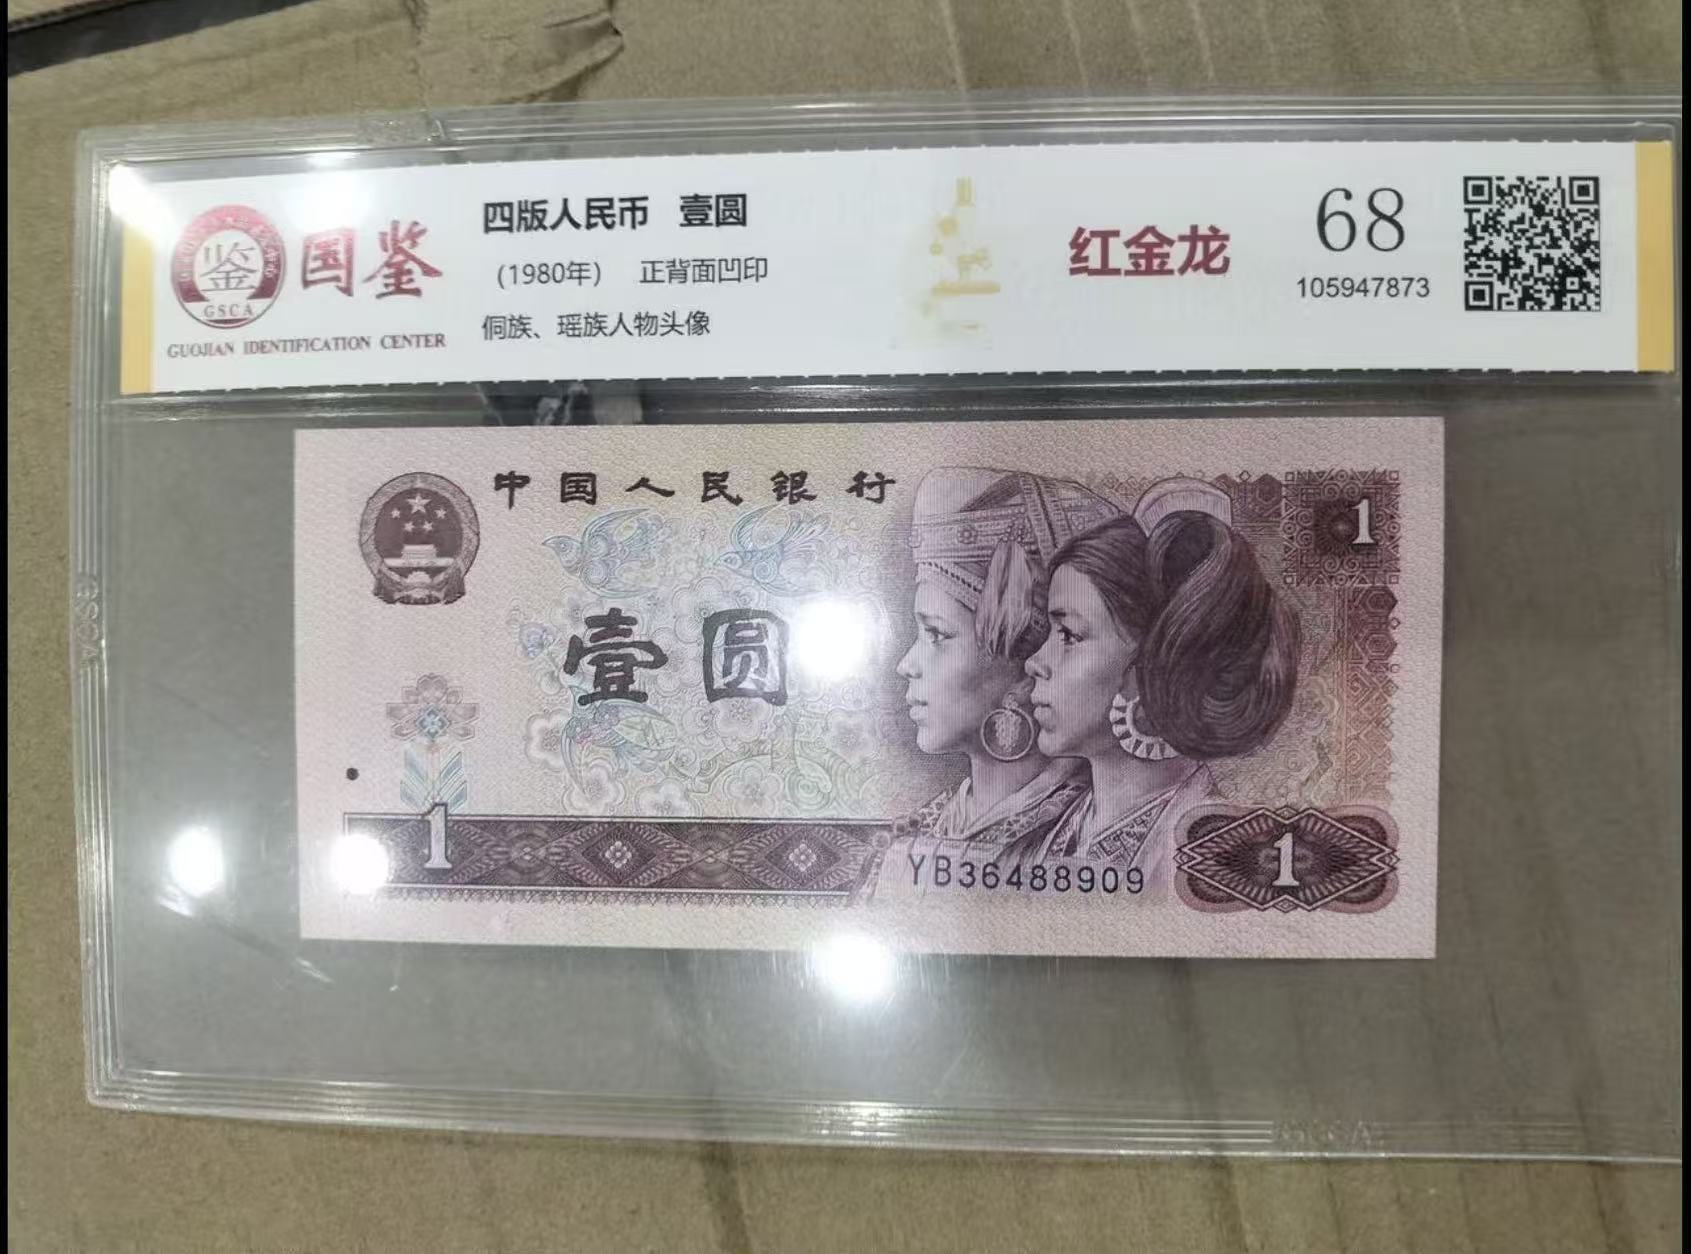 鉴
GSCA
国鉴
GUOJIAN IDENTIFICATION CENTER
四版人民币 壹圆
(1980年) 正背面凹印
侗族、瑶族人物头像
红金龙
68
105947873
中国人民银行
1
壹圆
1
YB36488909
1